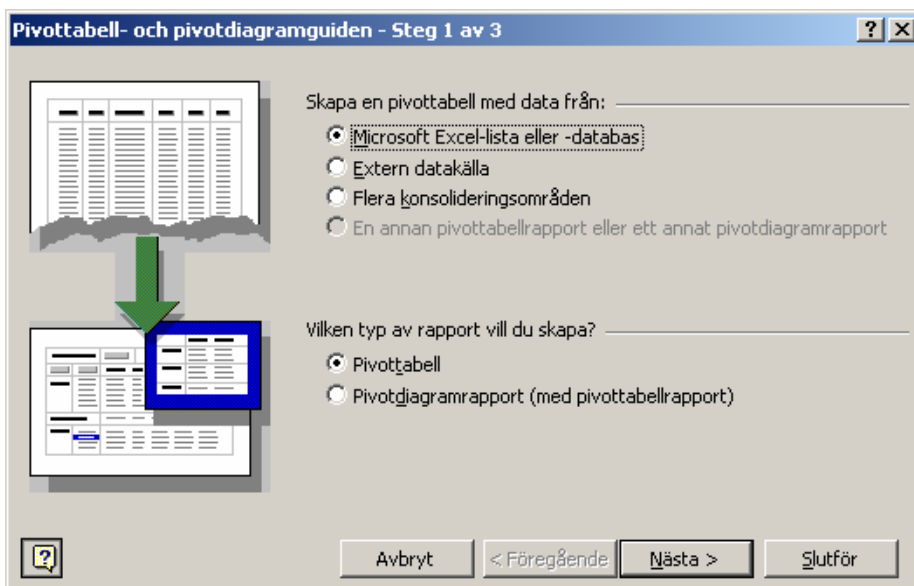 Pivottabell- och pivotdiagramguiden - Steg 1 av 3
Skapa en pivottabell med data från:
Microsoft Excel-lista eller -databas
Extern datakälla
Flera konsolideringsområden
En annan pivottabellrapport eller ett annat pivotdiagramrapport
Vilken typ av rapport vill du skapa?
Pivottabell
Pivotdiagramrapport (med pivottabellrapport)
Avbryt < Föregående Nästa > Slutför